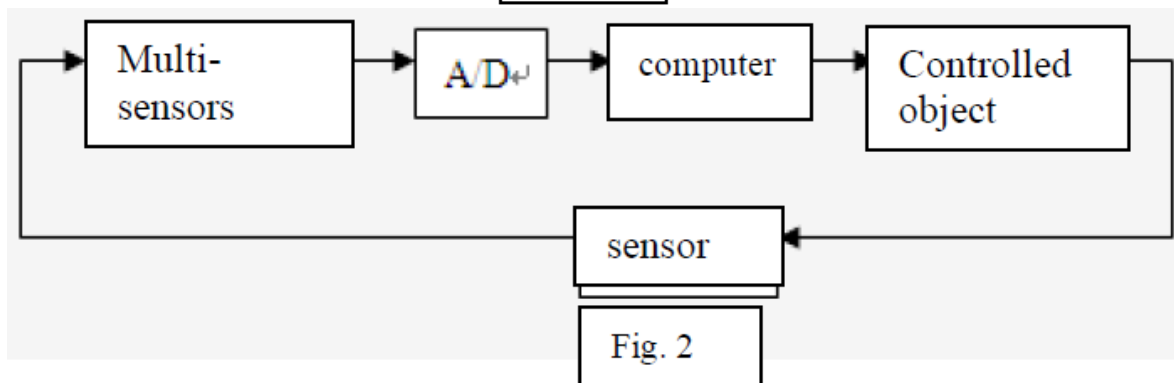 Multi-
sensors
A/D↵
computer
Controlled
object
sensor
Fig. 2